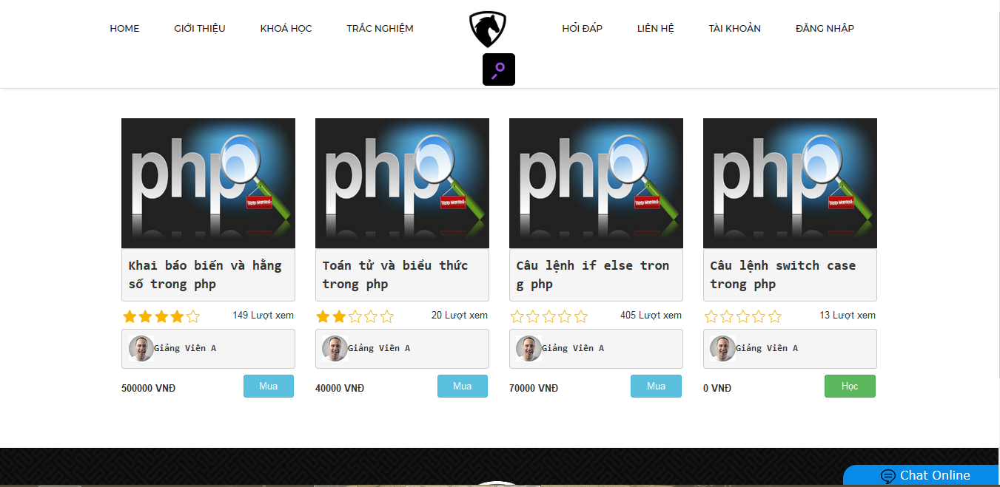 HOME GIỚI THIỆU KHOÁ HỌC TRẮC NGHIỆM HỎI ĐÁP LIÊN HỆ TÀI KHOẢN ĐĂNG NHẬP
php php php php
Help Wanted Help Wanted Help Wanted Help Wanted
Khai báo biến và hằng
số trong php
Toán tử và biểu thức
trong php
Câu lệnh if else tron
g php
Câu lệnh switch case
trong php
149 Lượt xem 20 Lượt xem 405 Lượt xem 13 Lượt xem
Giảng Viên A Giảng Viên A Giảng Viên A Giảng Viên A
500000 VNĐ Mua 40000 VNĐ Mua 70000 VNĐ Mua 0 VNĐ Học
Chat Online